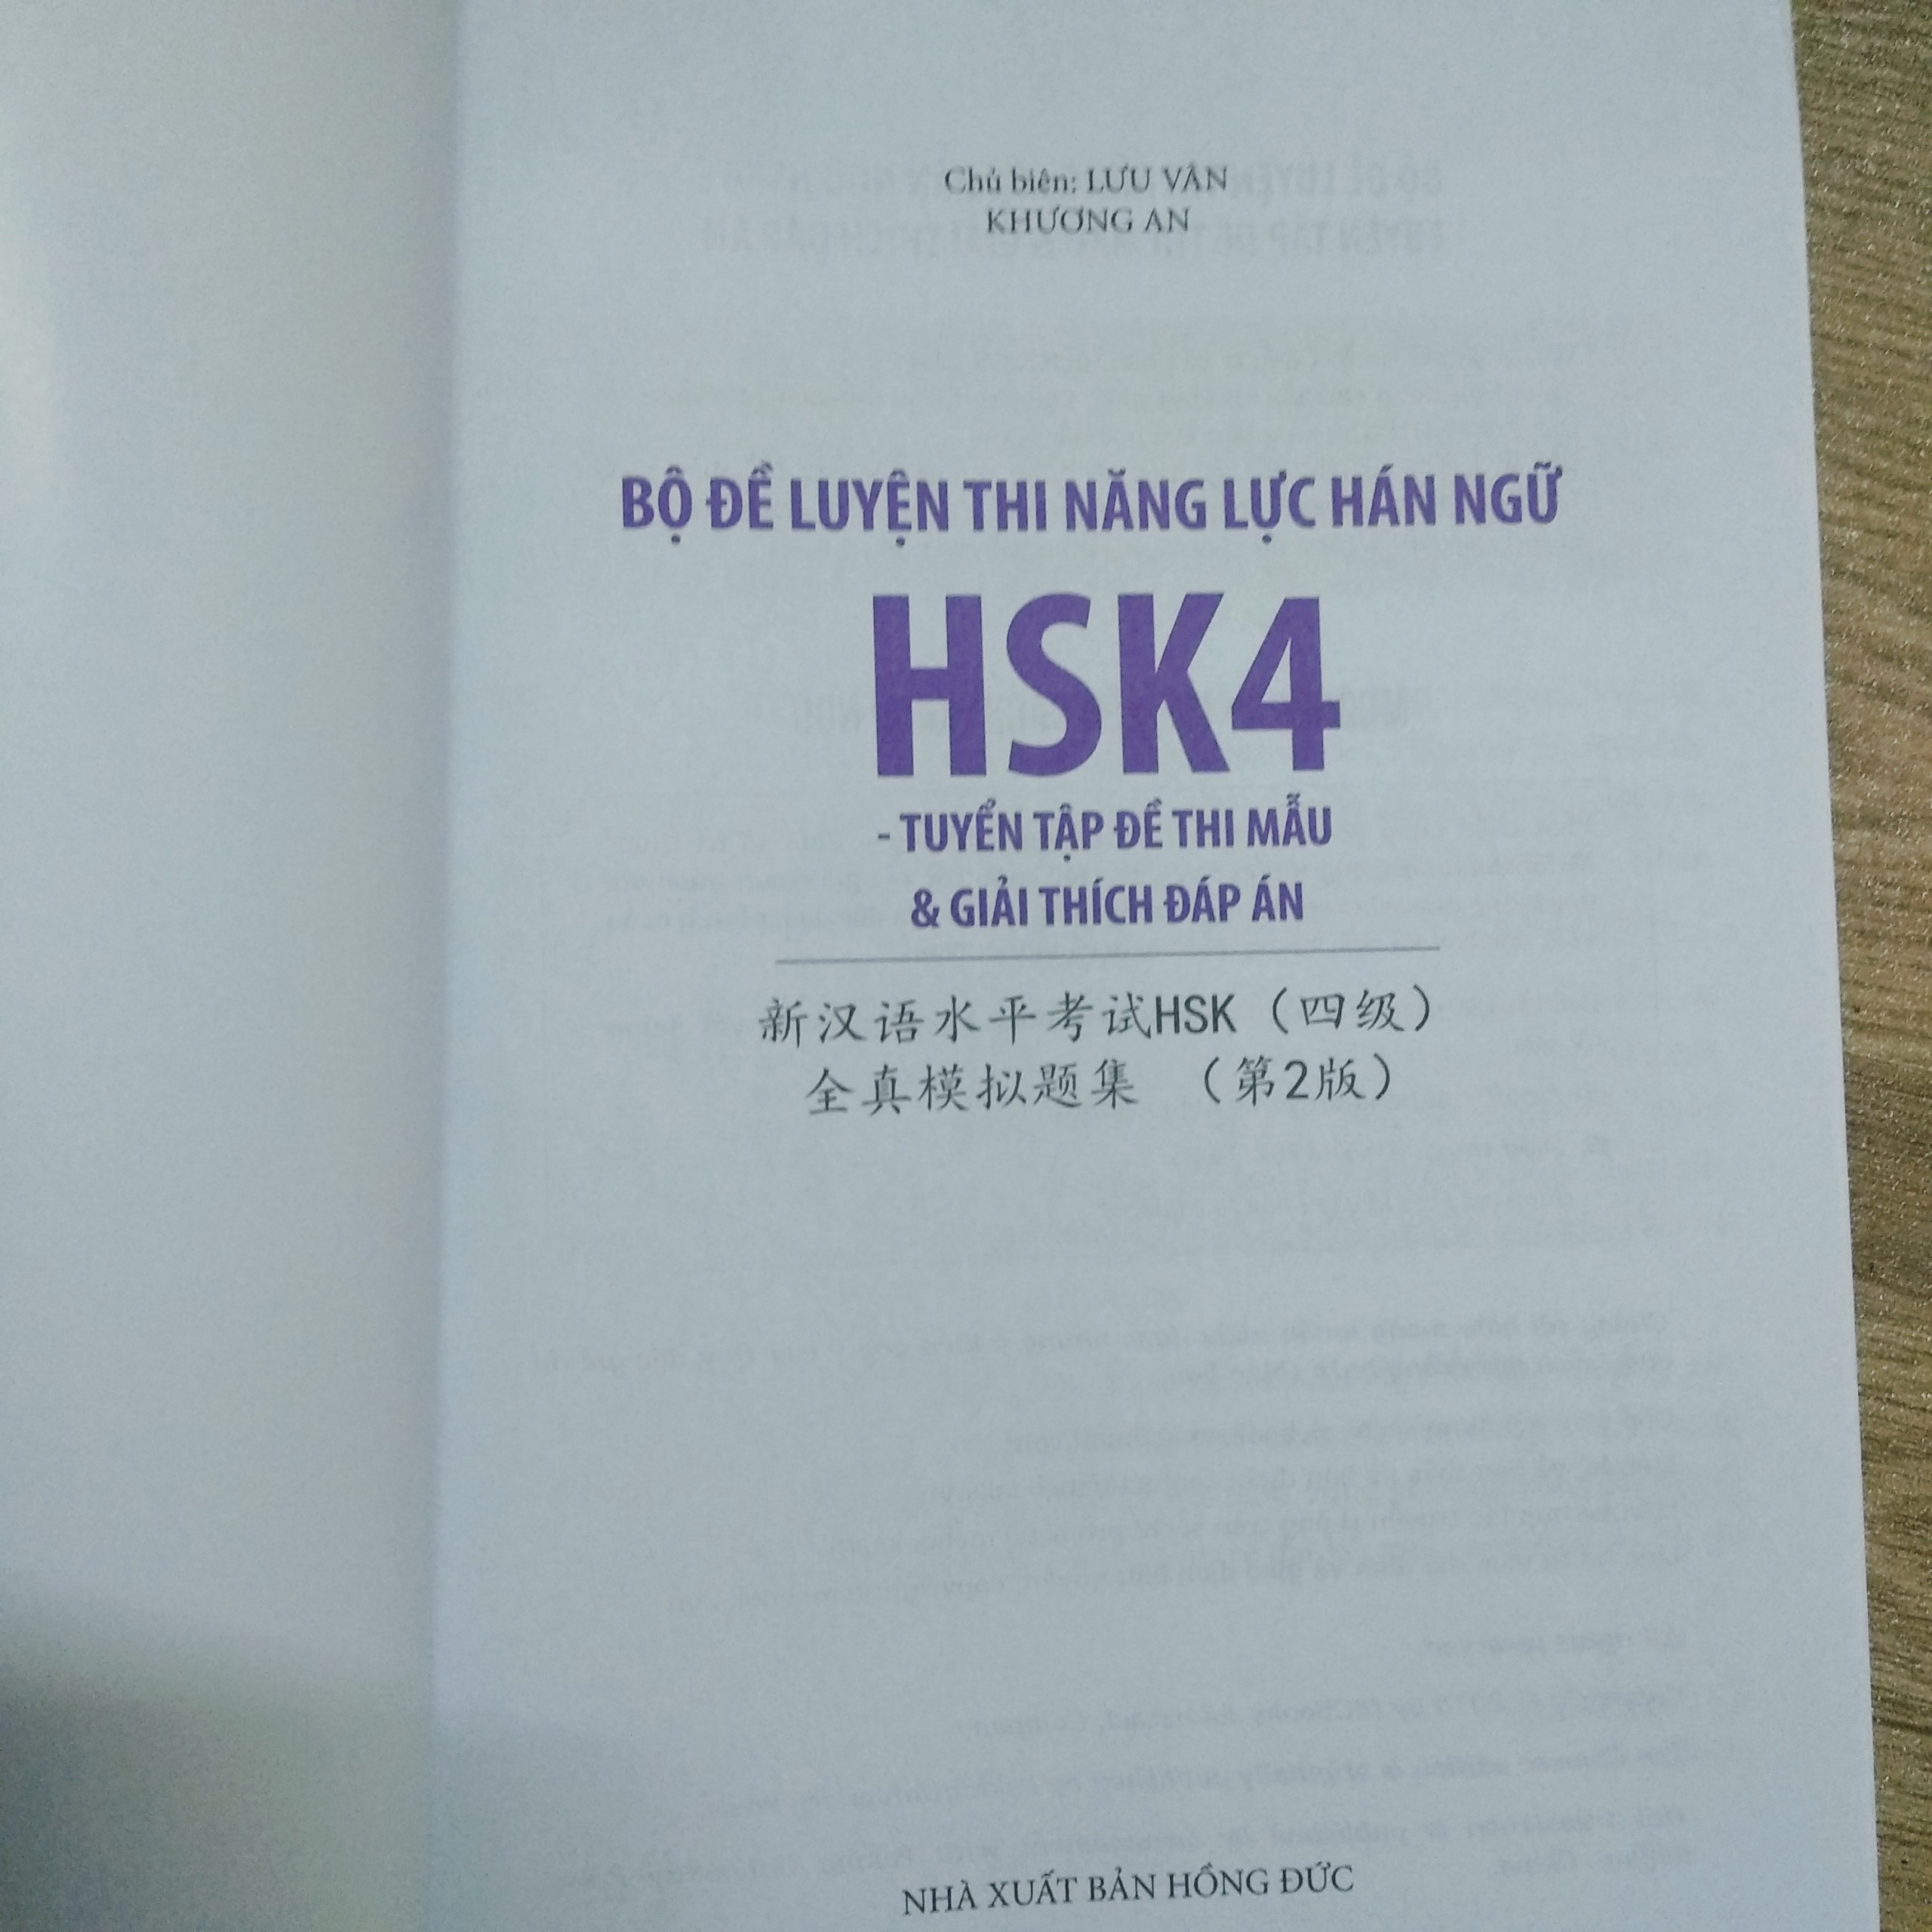 Chủ biên: LƯU VÂN
KHƯƠNG AN
BỘ ĐỀ LUYỆN THI NĂNG LỰC HÁN NGỮ
HSK4
- TUYỂN TẬP ĐỀ THI MẪU
& GIẢI THÍCH ĐÁP ÁN
新汉语水平考试HSK（四级）
全真模拟题集 （第2版）
NHÀ XUẤT BẢN HỒNG ĐỨC